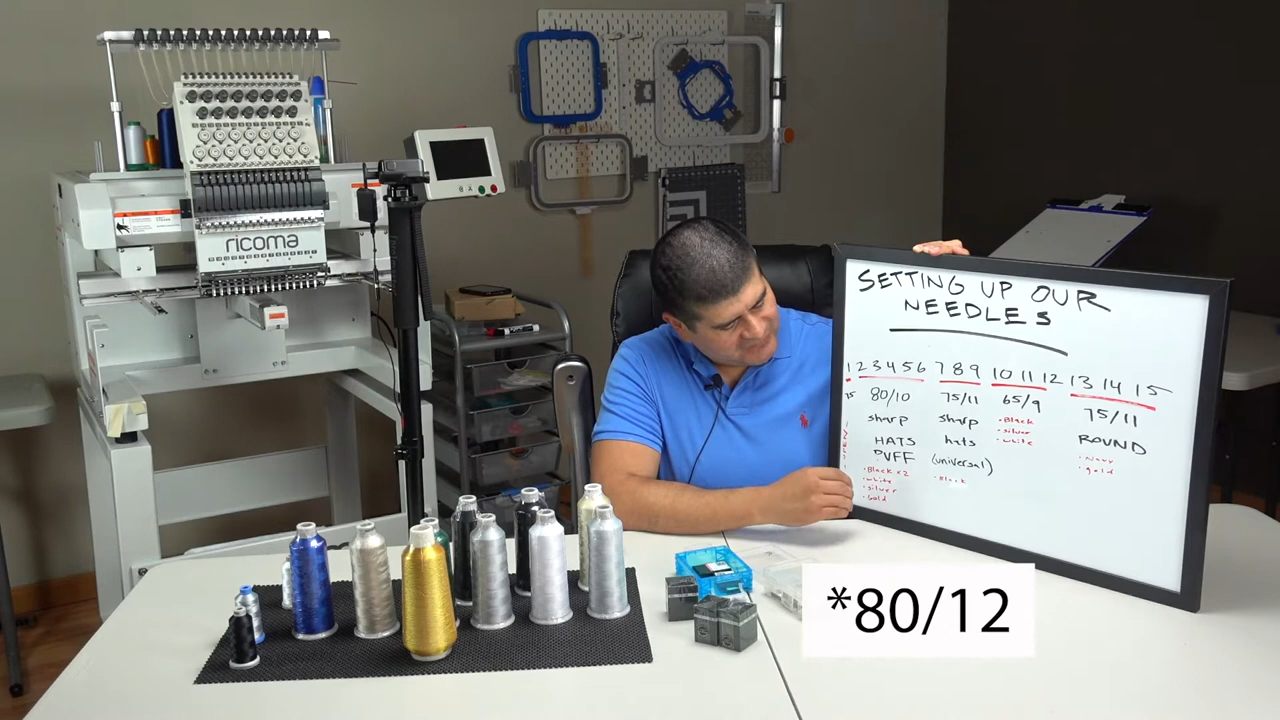 ricoma
SETTING UP OUR
NEEDLES
1 2 3 4 5 6 7 8 9 10 11 12 13 14 15
75 80/10 75/11 65/9 75/11
sharp sharp ROUND
HATS hats
PUFF (universal)
• Black x2
• white
• silver
• Gold
• Black
• Black
• silver
• white
• Navy
• gold
*80/12